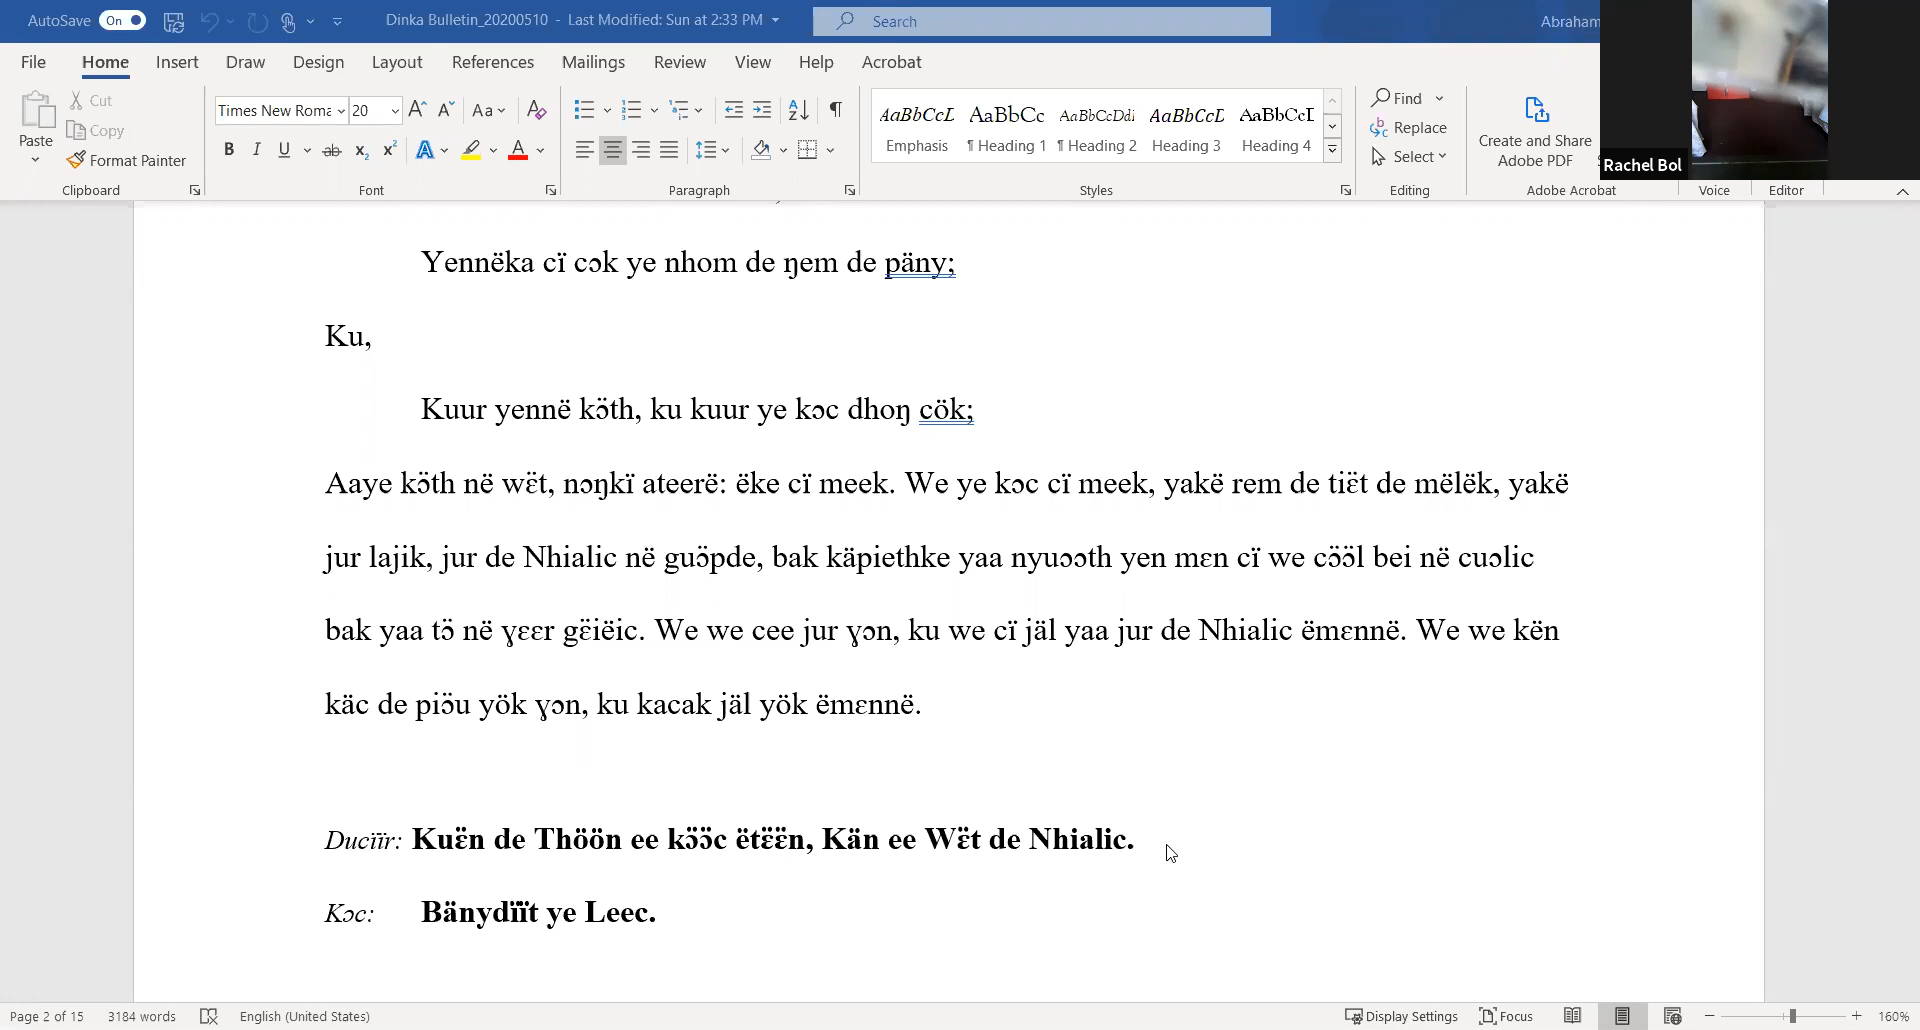 AutoSave On Dinka Bulletin_20200510 - Last Modified: Sun at 2:33 PM Search Abraham
File Home Insert Draw Design Layout References Mailings Review View Help Acrobat
Paste Cut Copy Format Painter Clipboard
Times New Roma 20 Font
Paragraph
AaBbCcL AaBbCc AaBbCcDdI AaBbCcL AaBbCcL
Emphasis ¶ Heading 1 ¶ Heading 2 Heading 3 Heading 4
Styles
Find Replace Select Editing
Create and Share Adobe PDF
Adobe Acrobat
Voice Editor
Rachel Bol
Yennëka cï cɔk ye nhom de ŋem de päny;
Ku,
Kuur yennë kɔ̈th, ku kuur ye kɔc dhoŋ cök;
Aaye kɔ̈th në wɛ̈t, nɔŋkï ateerë: ëke cï meek. We ye kɔc cï meek, yakë rem de tiɛ̈t de mëlëk, yakë
jur lajik, jur de Nhialic në guɔ̈pde, bak käpiethke yaa nyuɔɔth yen mɛn cï we cɔ̈ɔ̈l bei në cuɔlic
bak yaa tɔ̈ në ɣɛɛr gɛ̈iëic. We we cee jur ɣɔn, ku we cï jäl yaa jur de Nhialic ëmɛnnë. We we kën
käc de piɔ̈u yök ɣɔn, ku kacak jäl yök ëmɛnnë.
Ducïïr: Kuɛ̈n de Thöön ee kɔ̈ɔ̈c ëtɛ̈ɛ̈n, Kän ee Wɛ̈t de Nhialic.
Kɔc: Bänydïït ye Leec.
Page 2 of 15 3184 words English (United States) Display Settings Focus 160%